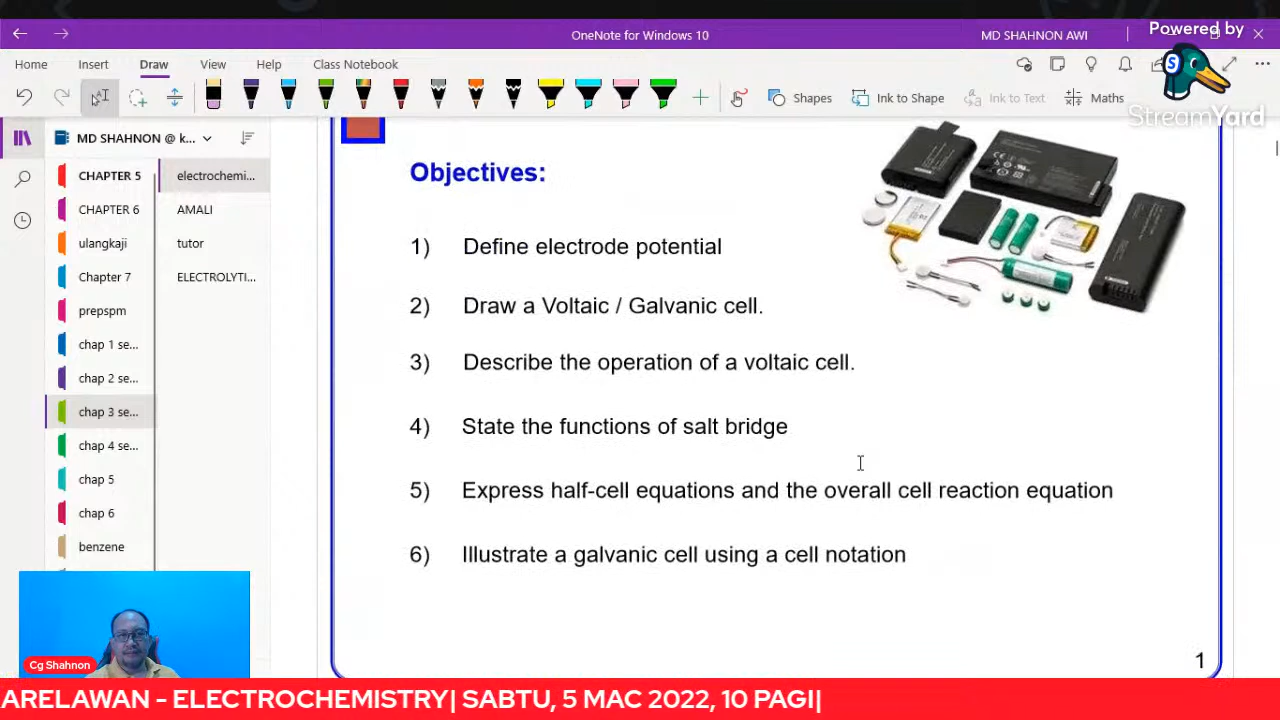 Powered by
StreamYard
OneNote for Windows 10
MD SHAHNON AWI
Home
Insert
Draw
View
Help
Class Notebook
Shapes
Ink to Shape
Ink to Text
Maths
MD SHAHNON @ k...
CHAPTER 5
CHAPTER 6
ulangkaji
Chapter 7
prepspm
chap 1 se...
chap 2 se...
chap 3 se...
chap 4 se...
chap 5
chap 6
benzene
electrochemi...
AMALI
tutor
ELECTROLYTI...
Objectives:
1) Define electrode potential
2) Draw a Voltaic / Galvanic cell.
3) Describe the operation of a voltaic cell.
4) State the functions of salt bridge
5) Express half-cell equations and the overall cell reaction equation
6) Illustrate a galvanic cell using a cell notation
1
Cg Shahnon
ARELAWAN - ELECTROCHEMISTRY| SABTU, 5 MAC 2022, 10 PAGI|